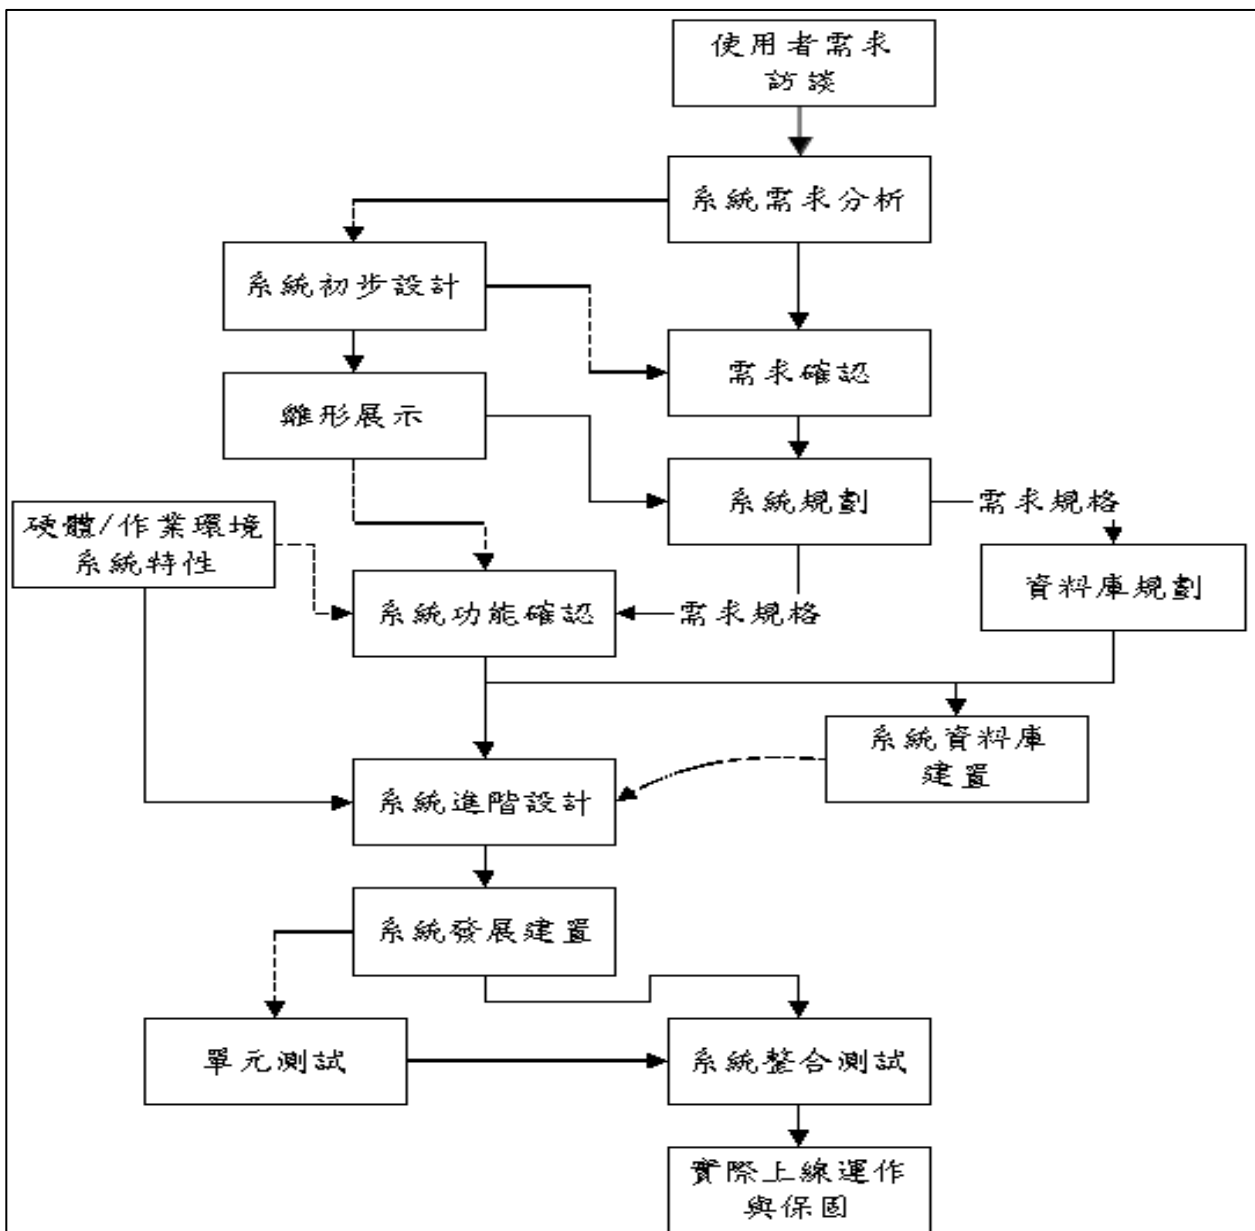 使用者需求
訪談
系統需求分析
系統初步設計
需求確認
雛形展示
系統規劃
需求規格
硬體/作業環境
系統特性
資料庫規劃
系統功能確認
需求規格
系統資料庫
建置
系統進階設計
系統發展建置
單元測試
系統整合測試
實際上線運作
與保固